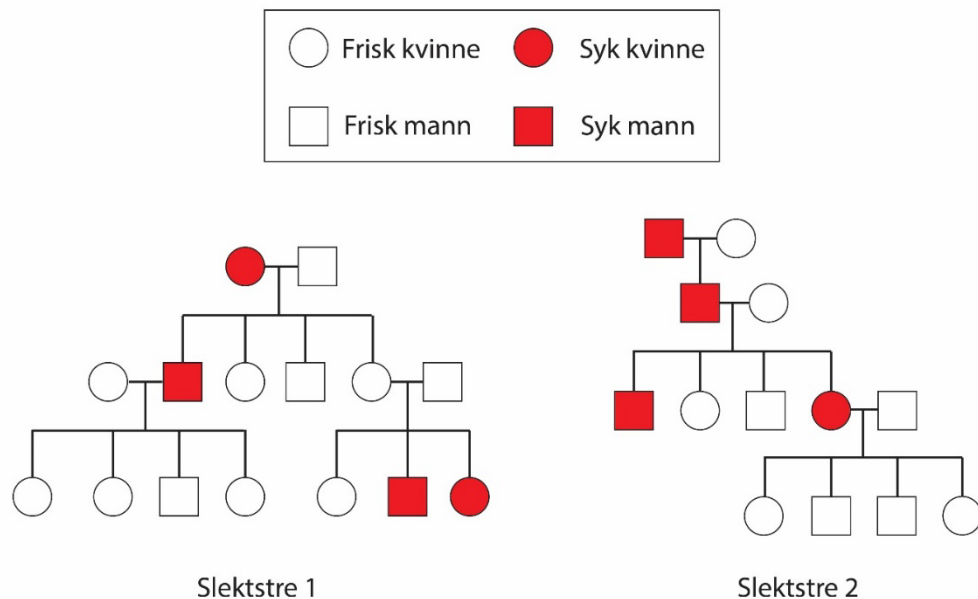 Frisk kvinne
Syk kvinne
Frisk mann
Syk mann
Slektstre 1
Slektstre 2